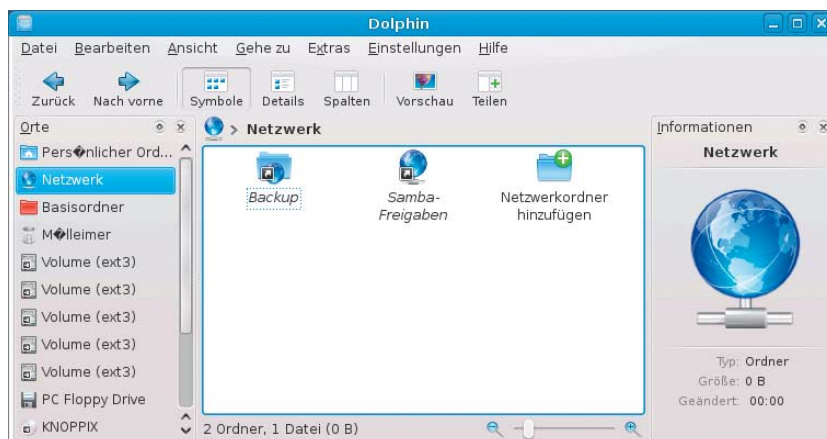 Dolphin
Datei Bearbeiten Ansicht Gehe zu Extras Einstellungen Hilfe
Zurück Nach vorne Symbole Details Spalten Vorschau Teilen
Orte
Pers�nlicher Ord...
Netzwerk
Basisordner
M�lleimer
Volume (ext3)
Volume (ext3)
Volume (ext3)
Volume (ext3)
Volume (ext3)
PC Floppy Drive
KNOPPIX
> Netzwerk
Backup
Samba-
Freigaben
Netzwerkordner
hinzufügen
2 Ordner, 1 Datei (0 B)
Informationen
Netzwerk
Typ: Ordner
Größe: 0 B
Geändert: 00:00